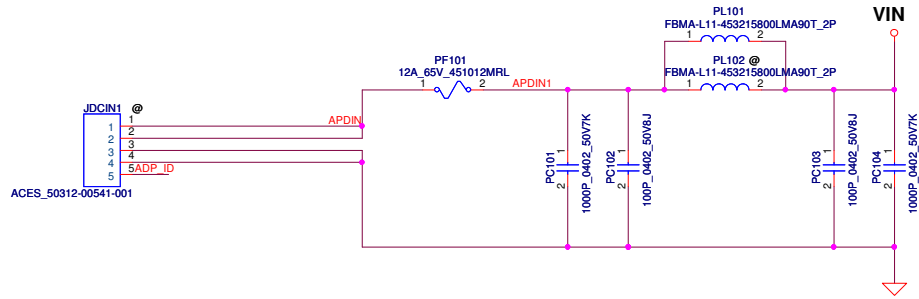 PL101
FBMA-L11-453215800LMA90T_2P
1 2
VIN
PF101
12A_65V_451012MRL
1 2
APDIN1
PL102 @
FBMA-L11-453215800LMA90T_2P
1 2
JDCIN1 @
1 1
2 2
3 3
4 4
5 5
APDIN
ADP_ID
ACES_50312-00541-001
PC101
1000P_0402_50V7K
1
2
PC102
100P_0402_50V8J
1
2
PC103
100P_0402_50V8J
1
2
PC104
1000P_0402_50V7K
1
2